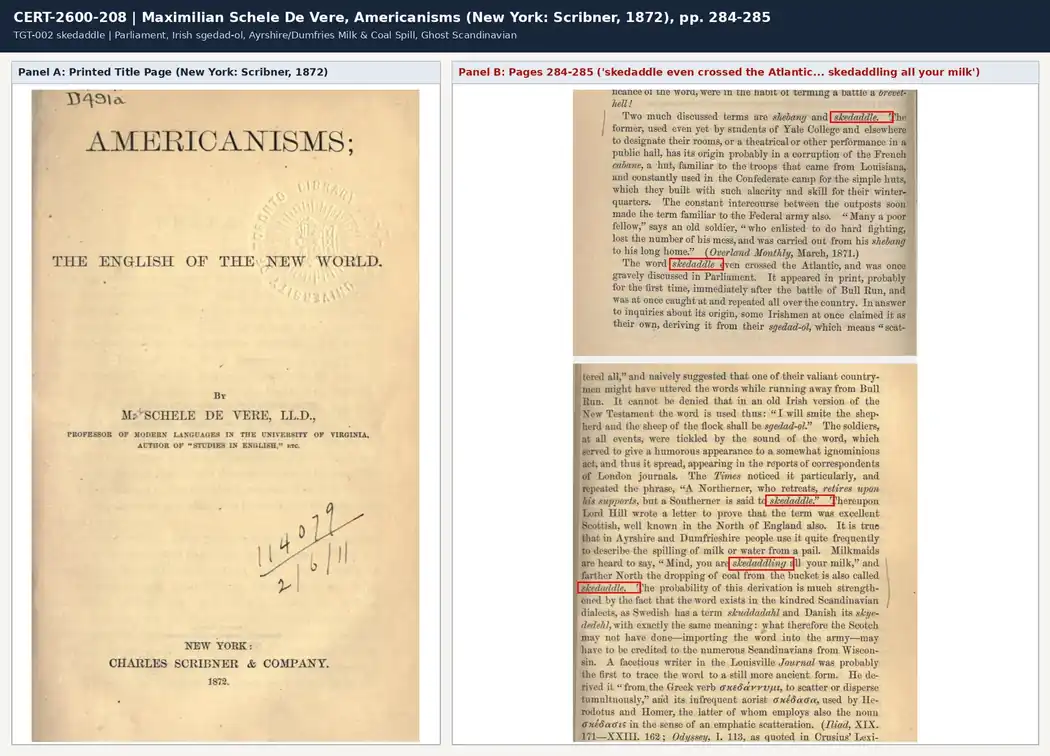 CERT-2600-208 | Maximilian Schele De Vere, Americanisms (New York: Scribner, 1872), pp. 284-285
TGT-002 skedaddle | Parliament, Irish sgedad-ol, Ayrshire/Dumfries Milk & Coal Spill, Ghost Scandinavian
Panel A: Printed Title Page (New York: Scribner, 1872)
D491a
AMERICANISMS;
THE ENGLISH OF THE NEW WORLD.
By
M. SCHELE DE VERE, LL.D.,
PROFESSOR OF MODERN LANGUAGES IN THE UNIVERSITY OF VIRGINIA,
AUTHOR OF "STUDIES IN ENGLISH," ETC.
114079
2/6/11
NEW YORK:
CHARLES SCRIBNER & COMPANY.
1872.
Panel B: Pages 284-285 ('skedaddle even crossed the Atlantic... skedaddling all your milk')
ficance of the word, were in the habit of terming a battle a brevet-
hell!
Two much discussed terms are shebang and skedaddle. The
former, used even yet by students of Yale College and elsewhere
to designate their rooms, or a theatrical or other performance in a
public hall, has its origin probably in a corruption of the French
cabane, a hut, familiar to the troops that came from Louisiana,
and constantly used in the Confederate camp for the simple huts,
which they built with such alacrity and skill for their winter-
quarters. The constant intercourse between the outposts soon
made the term familiar to the Federal army also. "Many a poor
fellow," says an old soldier, "who enlisted to do hard fighting,
lost the number of his mess, and was carried out from his shebang
to his long home." (Overland Monthly, March, 1871.)
The word skedaddle even crossed the Atlantic, and was once
gravely discussed in Parliament. It appeared in print, probably
for the first time, immediately after the battle of Bull Run, and
was at once caught at and repeated all over the country. In answer
to inquiries about its origin, some Irishmen at once claimed it as
their own, deriving it from their sgedad-ol, which means "scat-
tered all," and naively suggested that one of their valiant country-
men might have uttered the words while running away from Bull
Run. It cannot be denied that in an old Irish version of the
New Testament the word is used thus: "I will smite the shep-
herd and the sheep of the flock shall be sgedad-ol." The soldiers,
at all events, were tickled by the sound of the word, which
served to give a humorous appearance to a somewhat ignominious
act, and thus it spread, appearing in the reports of correspondents
of London journals. The Times noticed it particularly, and
repeated the phrase, "A Northerner, who retreats, retires upon
his supports, but a Southerner is said to skedaddle." Thereupon
Lord Hill wrote a letter to prove that the term was excellent
Scottish, well known in the North of England also. It is true
that in Ayrshire and Dumfrieshire people use it quite frequently
to describe the spilling of milk or water from a pail. Milkmaids
are heard to say, "Mind, you are skedaddling all your milk," and
farther North the dropping of coal from the bucket is also called
skedaddle. The probability of this derivation is much strength-
ened by the fact that the word exists in the kindred Scandinavian
dialects, as Swedish has a term skuddadahl and Danish its skye-
dedehl, with exactly the same meaning: what therefore the Scotch
may not have done—importing the word into the army—may
have to be credited to the numerous Scandinavians from Wiscon-
sin. A facetious writer in the Louisville Journal was probably
the first to trace the word to a still more ancient form. He de-
rived it "from the Greek verb σκεδάννυμι, to scatter or disperse
tumultuously," and its infrequent aorist σκέδασα, used by He-
rodotus and Homer, the latter of whom employs also the noun
σκέδασις in the sense of an emphatic scatteration. (Iliad, XIX.
171—XXIII. 162; Odyssey, I. 113, as quoted in Crusius' Lexi-